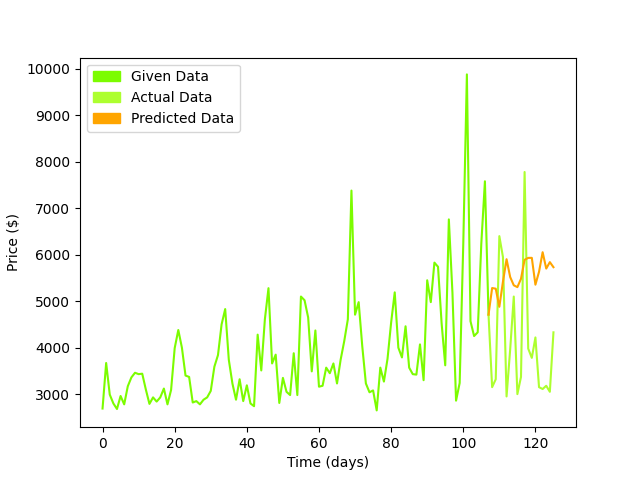 Given Data
Actual Data
Predicted Data
10000
9000
8000
7000
6000
5000
4000
3000
Price ($)
0 20 40 60 80 100 120
Time (days)